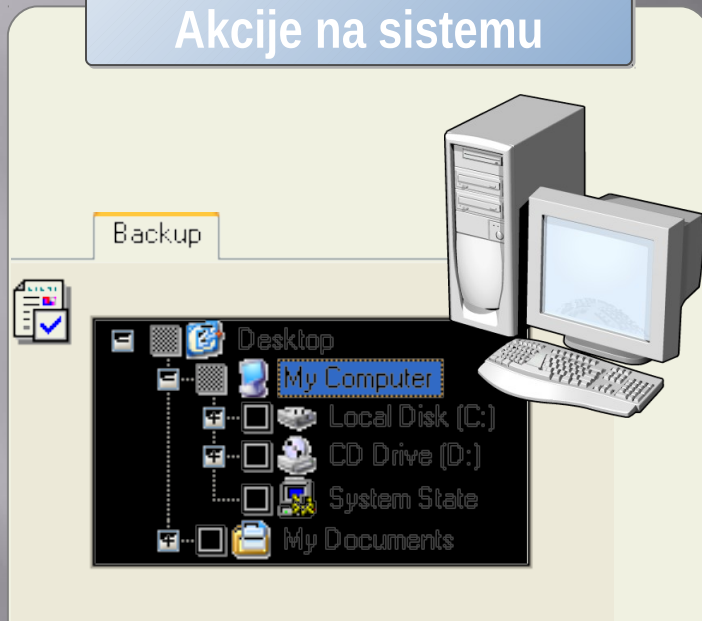 Akcije na sistemu
Backup
Desktop
My Computer
Local Disk (C:)
CD Drive (D:)
System State
My Documents